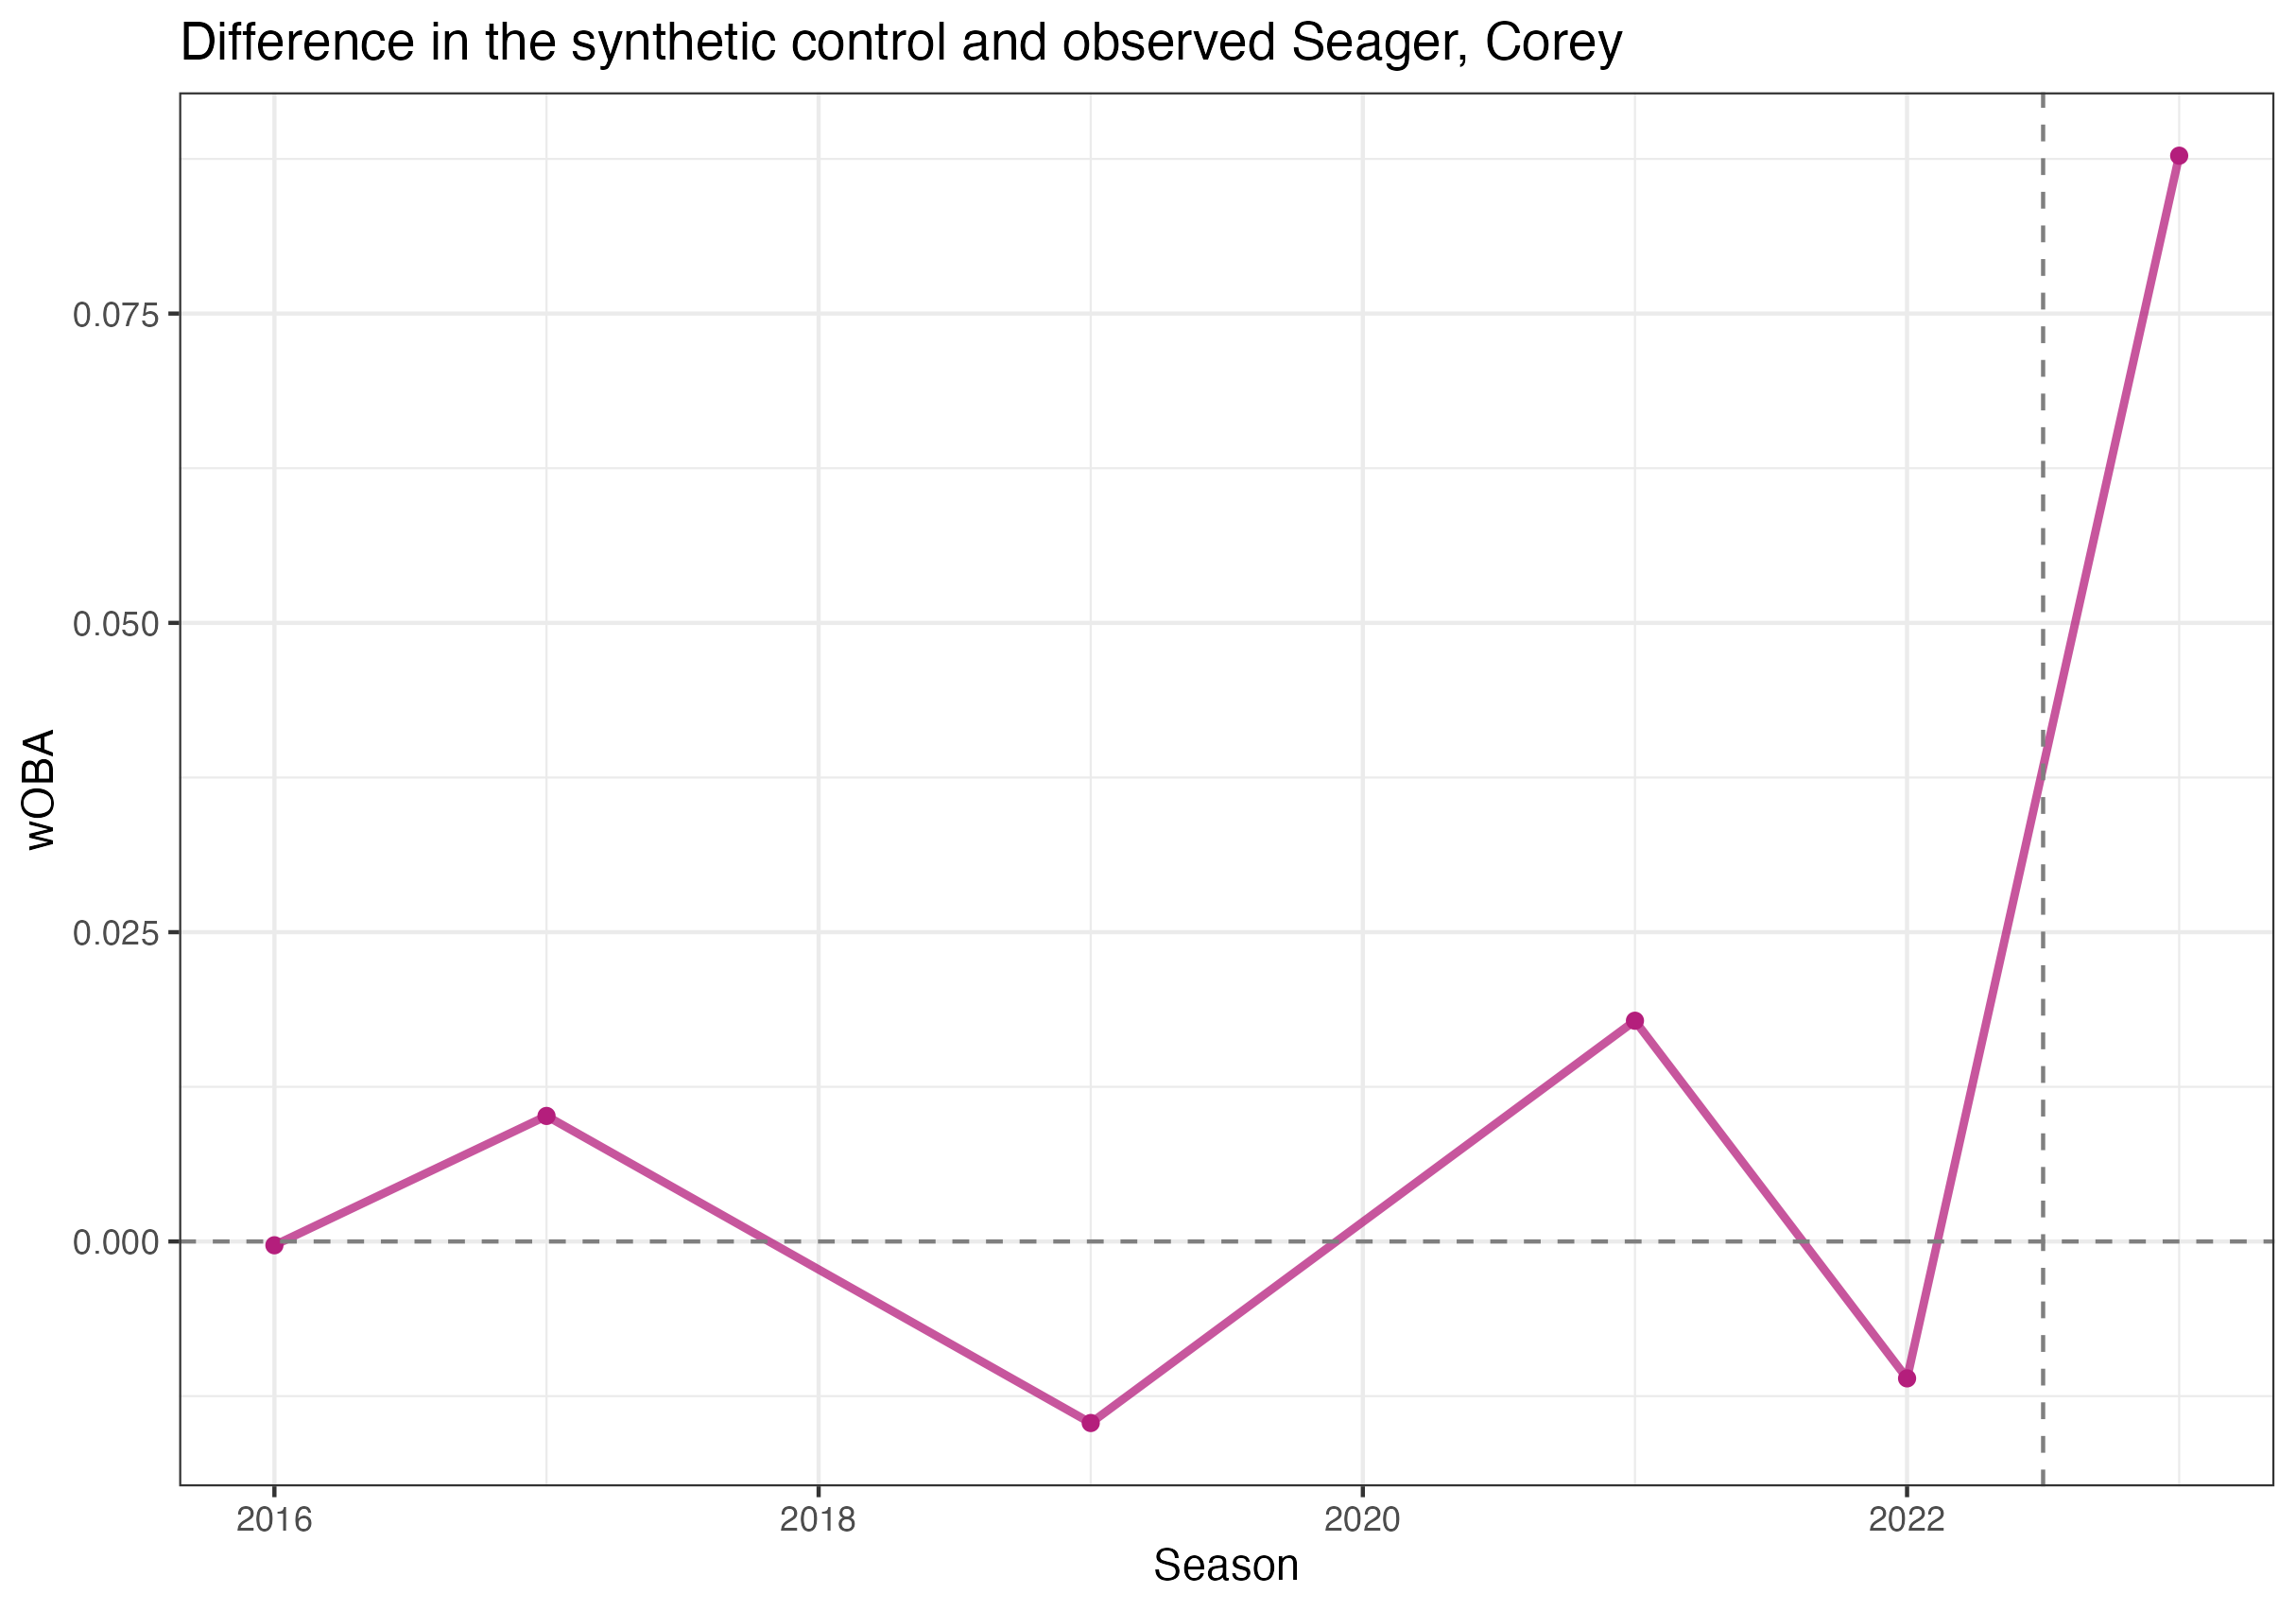 Difference in the synthetic control and observed Seager, Corey
wOBA
0.075
0.050
0.025
0.000
2016 2018 2020 2022
Season